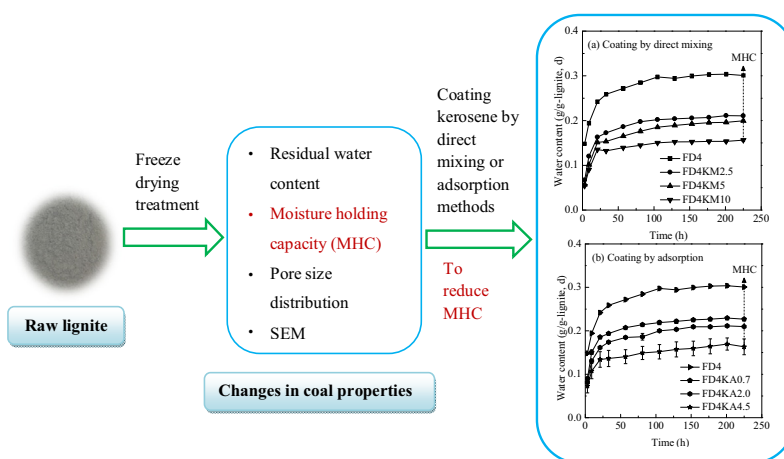 Raw lignite
Freeze
drying
treatment
• Residual water
content
• Moisture holding
capacity (MHC)
• Pore size
distribution
• SEM
Changes in coal properties
Coating
kerosene by
direct
mixing or
adsorption
methods
To
reduce
MHC
(a) Coating by direct mixing
MHC
Water content (g/g-lignite, d)
0.4
0.3
0.2
0.1
0.0
FD4
FD4KM2.5
FD4KM5
FD4KM10
0 50 100 150 200 250
Time (h)
(b) Coating by adsorption
MHC
Water content (g/g-lignite, d)
0.4
0.3
0.2
0.1
0.0
FD4
FD4KA0.7
FD4KA2.0
FD4KA4.5
0 50 100 150 200 250
Time (h)